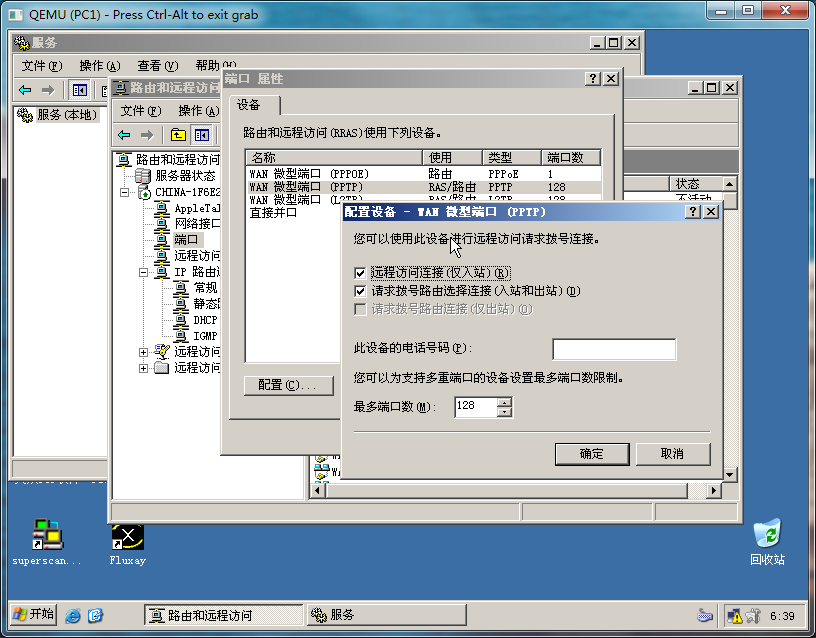 QEMU (PC1) - Press Ctrl-Alt to exit grab
服务
文件(F) 操作(A) 查看(V) 帮助(H)
服务(本地)
路由和远程访问
文件(F) 操作(A)
路由和远程访问
服务器状态
CHINA-1F6E2
AppleTal
网络接口
端口
远程访问
IP 路由
常规
静态
DHCP
IGMP
远程访问
远程访问
状态
不活动
端口 属性
设备
路由和远程访问(RRAS)使用下列设备。
名称 使用 类型 端口数
WAN 微型端口 (PPPOE) 路由 PPPoE 1
WAN 微型端口 (PPTP) RAS/路由 PPTP 128
WAN 微型端口 (L2TP) RAS/路由 L2TP 128
直接并口
配置(C)...
配置设备 - WAN 微型端口 (PPTP)
您可以使用此设备进行远程访问请求拨号连接。
远程访问连接(仅入站)(R)
请求拨号路由选择连接(入站和出站)(D)
请求拨号路由连接(仅出站)(O)
此设备的电话号码(P):
您可以为支持多重端口的设备设置最多端口数限制。
最多端口数(M): 128
确定 取消
superscan...
Fluxay
回收站
开始 路由和远程访问 服务 6:39